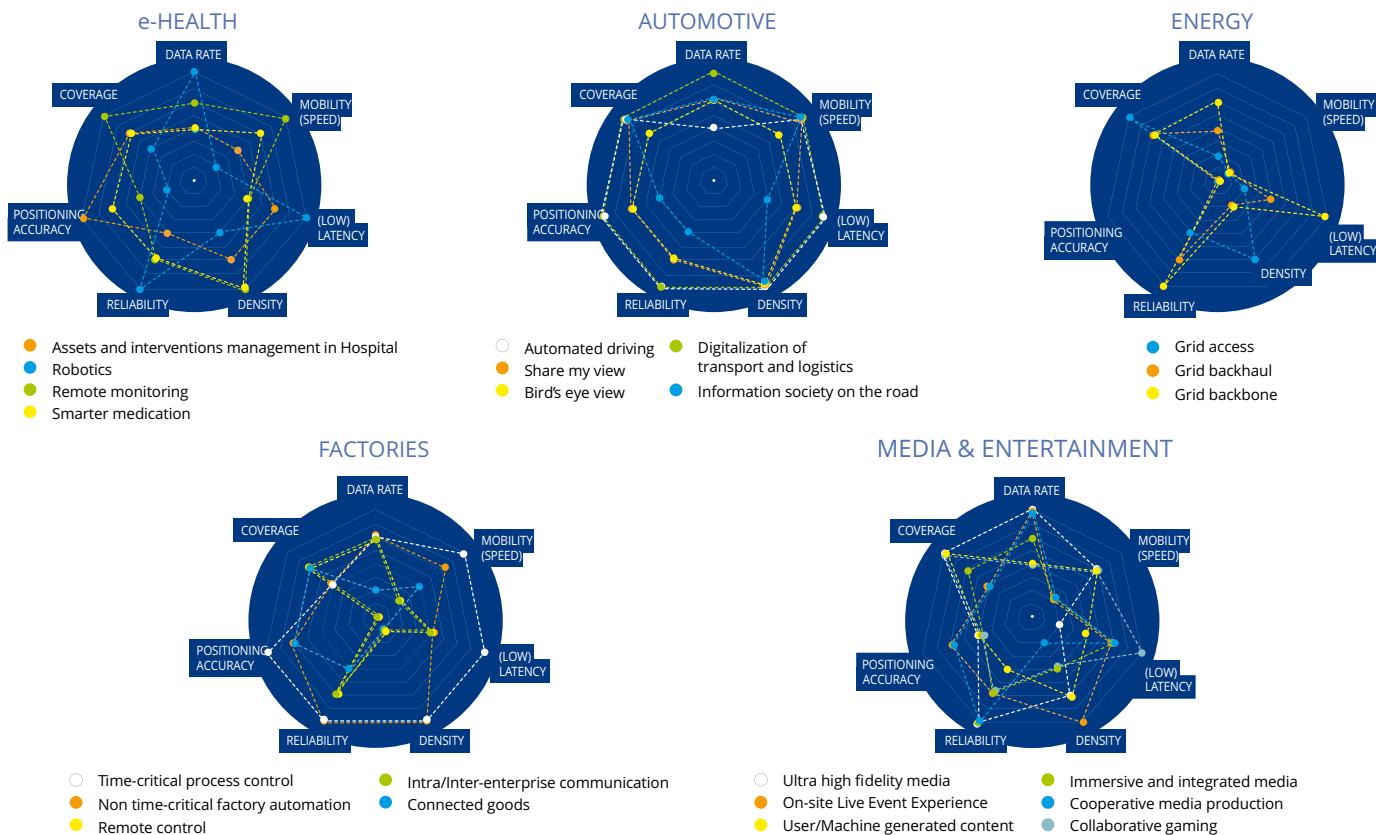 e-HEALTH
DATA RATE
COVERAGE
MOBILITY
(SPEED)
POSITIONING
ACCURACY
(LOW)
LATENCY
RELIABILITY
DENSITY
Assets and interventions management in Hospital
Robotics
Remote monitoring
Smarter medication
AUTOMOTIVE
DATA RATE
COVERAGE
MOBILITY
(SPEED)
POSITIONING
ACCURACY
(LOW)
LATENCY
RELIABILITY
DENSITY
Automated driving
Share my view
Bird's eye view
Digitalization of
transport and logistics
Information society on the road
ENERGY
DATA RATE
COVERAGE
MOBILITY
(SPEED)
POSITIONING
ACCURACY
(LOW)
LATENCY
DENSITY
RELIABILITY
Grid access
Grid backhaul
Grid backbone
FACTORIES
DATA RATE
COVERAGE
MOBILITY
(SPEED)
POSITIONING
ACCURACY
(LOW)
LATENCY
RELIABILITY
DENSITY
Time-critical process control
Non time-critical factory automation
Remote control
Intra/Inter-enterprise communication
Connected goods
MEDIA & ENTERTAINMENT
DATA RATE
COVERAGE
MOBILITY
(SPEED)
POSITIONING
ACCURACY
(LOW)
LATENCY
RELIABILITY
DENSITY
Ultra high fidelity media
On-site Live Event Experience
User/Machine generated content
Immersive and integrated media
Cooperative media production
Collaborative gaming